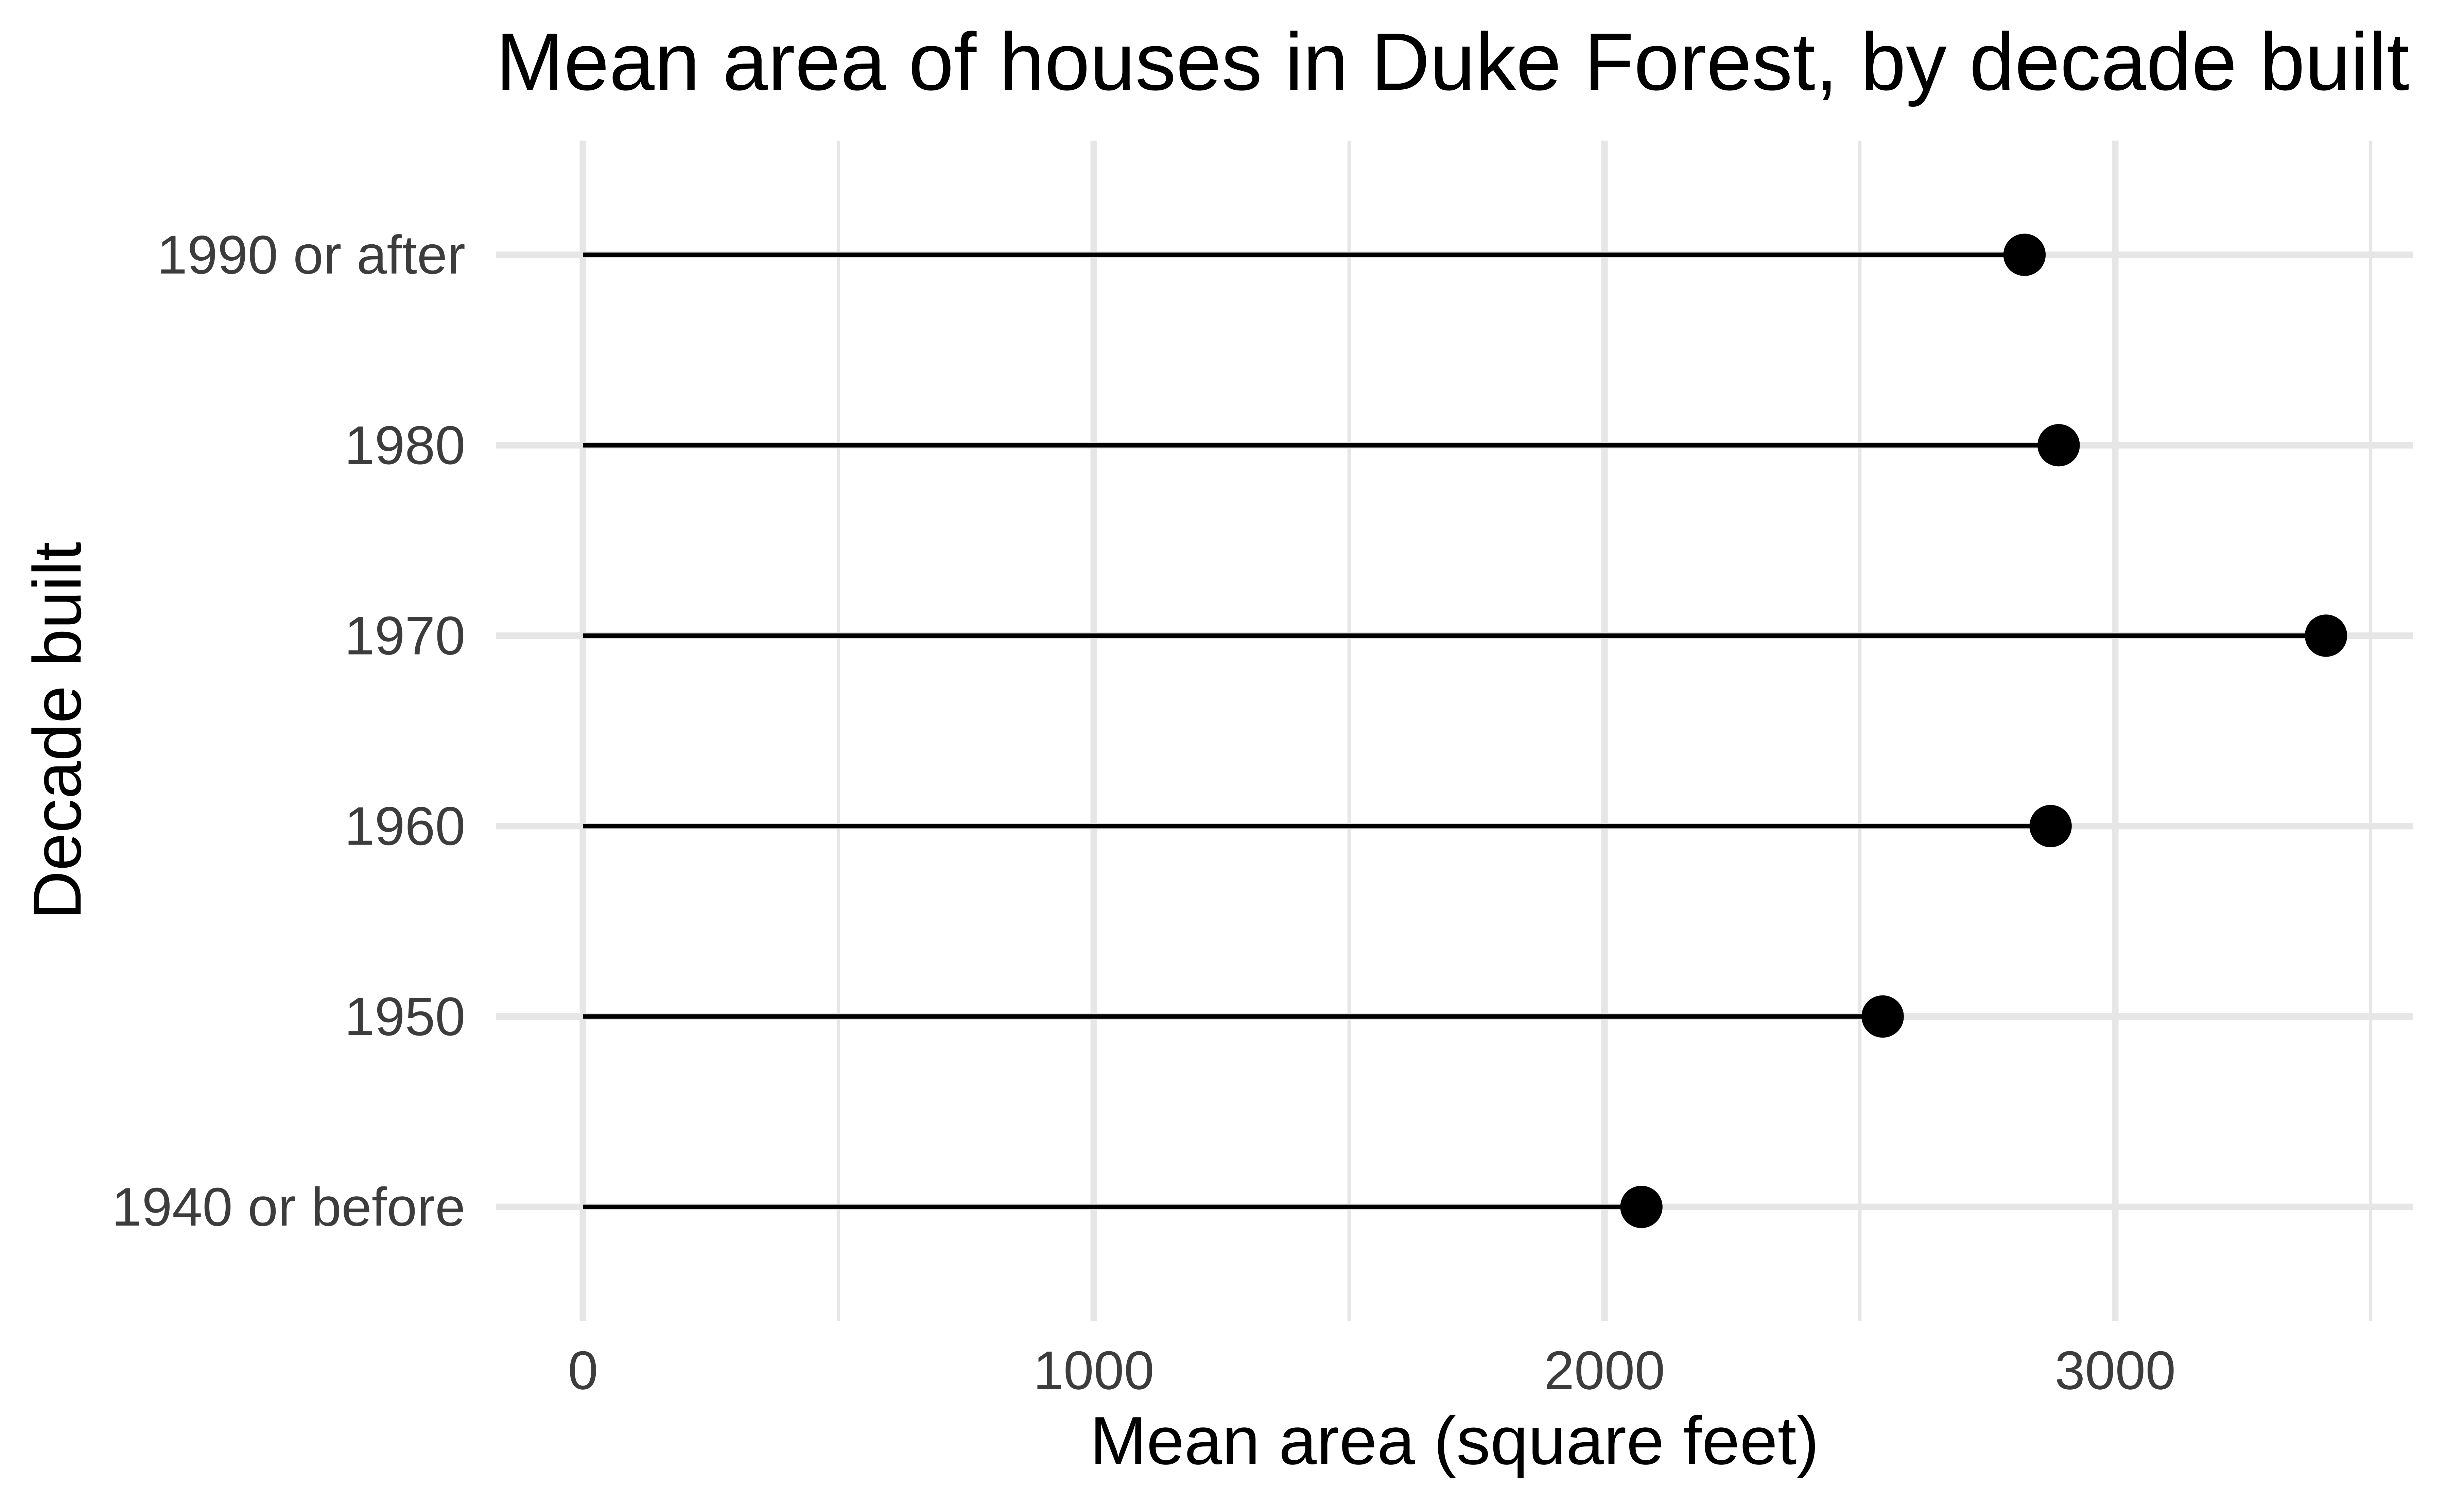 Mean area of houses in Duke Forest, by decade built
Decade built
1990 or after
1980
1970
1960
1950
1940 or before
0 1000 2000 3000
Mean area (square feet)